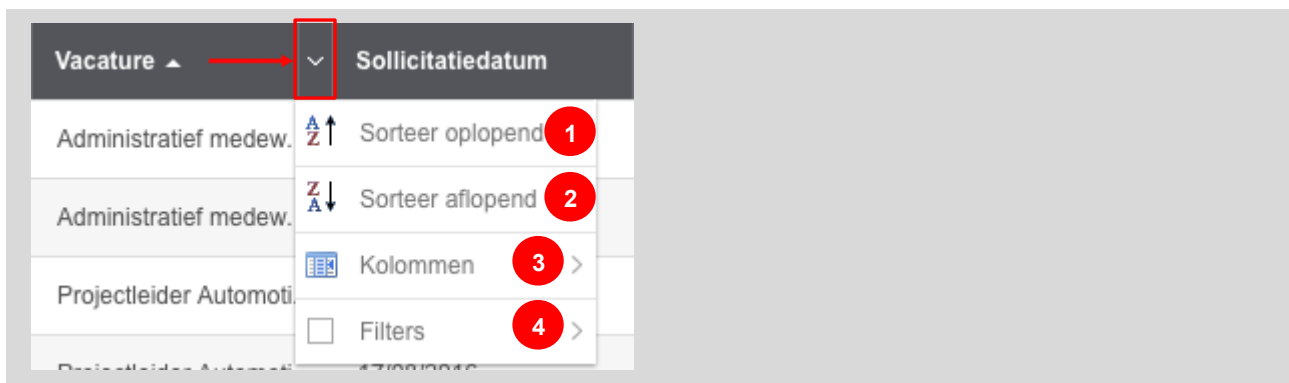 Vacature Sollicitatiedatum
Administratief medew.. Sorteer oplopend 1
Administratief medew.. Sorteer aflopend 2
Kolommen 3
Projectleider Automoti.
Filters 4